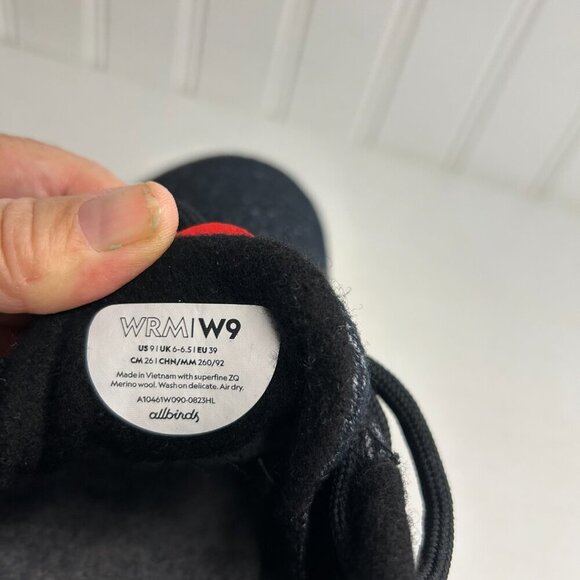 WRM|W9
US 9 | UK 6-6.5 | EU 39
CM 26 | CHN/MM 260/92
Made in Vietnam with superfine ZQ
Merino wool. Wash on delicate. Air dry.
A10461W090-0823HL
allbirds